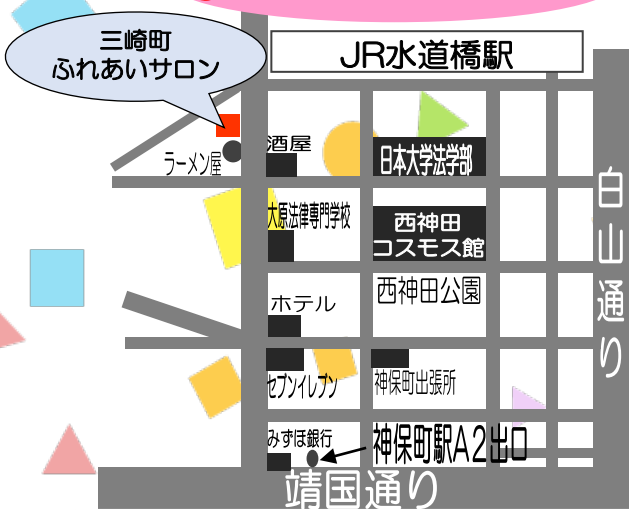 三崎町
ふれあいサロン
JR水道橋駅
酒屋
ラーメン屋
日本大学法学部
大原法律専門学校
西神田
コスモス館
白山通り
ホテル
西神田公園
セブンイレブン
神保町出張所
みずほ銀行
神保町駅A2出口
靖国通り